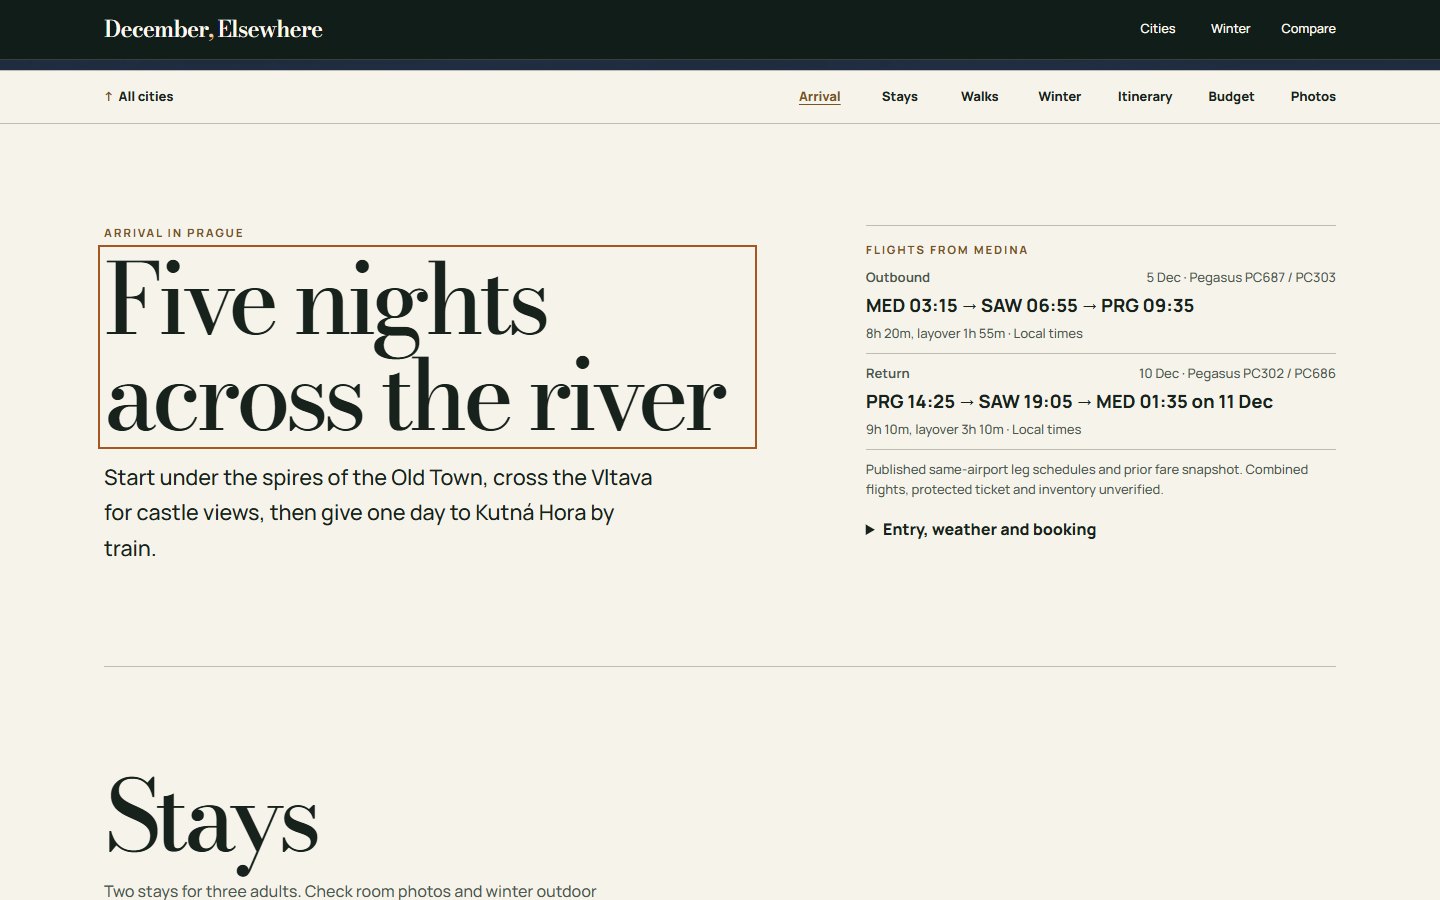 December, Elsewhere
Cities Winter Compare
↑ All cities
Arrival Stays Walks Winter Itinerary Budget Photos
ARRIVAL IN PRAGUE
Five nights
across the river
Start under the spires of the Old Town, cross the Vltava
for castle views, then give one day to Kutná Hora by
train.
FLIGHTS FROM MEDINA
Outbound 5 Dec · Pegasus PC687 / PC303
MED 03:15 → SAW 06:55 → PRG 09:35
8h 20m, layover 1h 55m · Local times
Return 10 Dec · Pegasus PC302 / PC686
PRG 14:25 → SAW 19:05 → MED 01:35 on 11 Dec
9h 10m, layover 3h 10m · Local times
Published same-airport leg schedules and prior fare snapshot. Combined
flights, protected ticket and inventory unverified.
▶ Entry, weather and booking
Stays
Two stays for three adults. Check room photos and winter outdoor